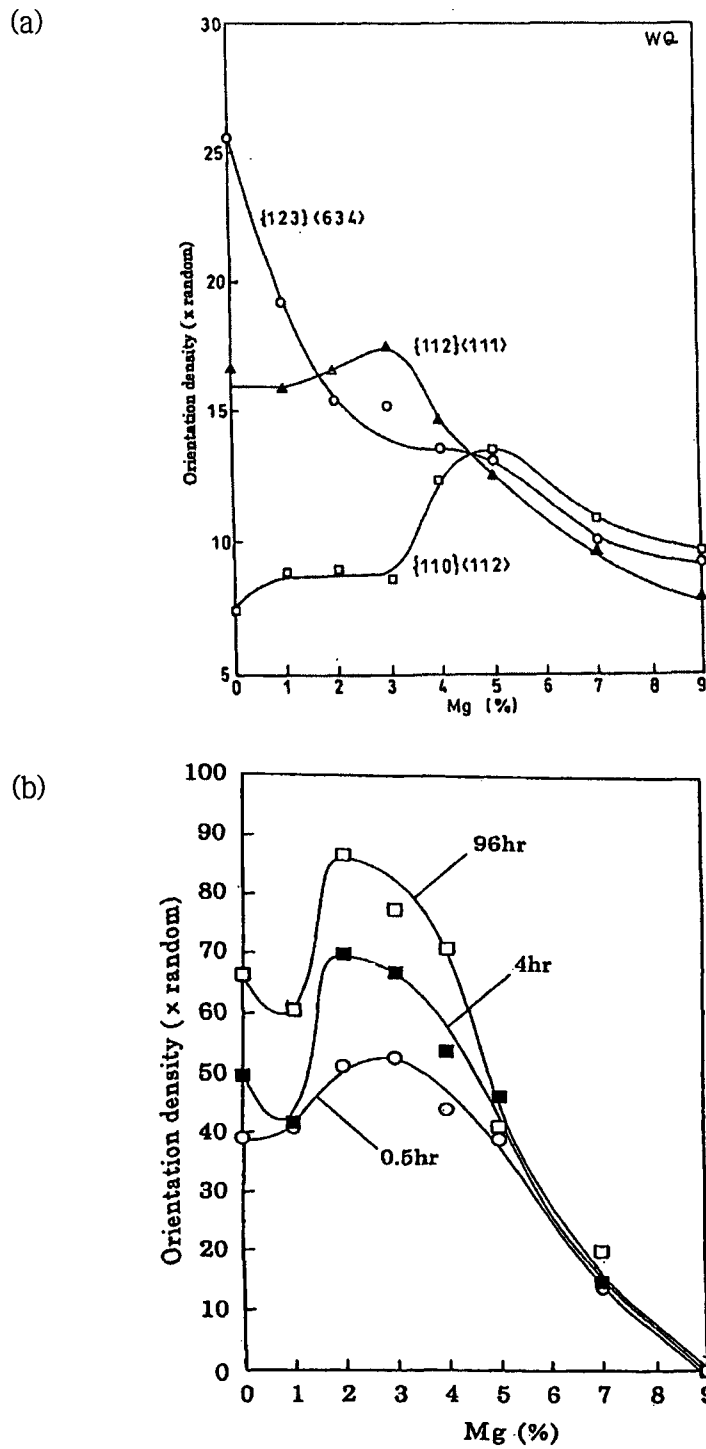 (a)
WQ
30
25
20
15
10
5
Orientation density (x random)
{123}⟨634⟩
{112}⟨111⟩
{110}⟨112⟩
0 1 2 3 4 5 6 7 8 9
Mg (%)
(b)
100
90
80
70
60
50
40
30
20
10
0
Orientation density (x random)
96hr
4hr
0.5hr
0 1 2 3 4 5 6 7 8 9
Mg (%)